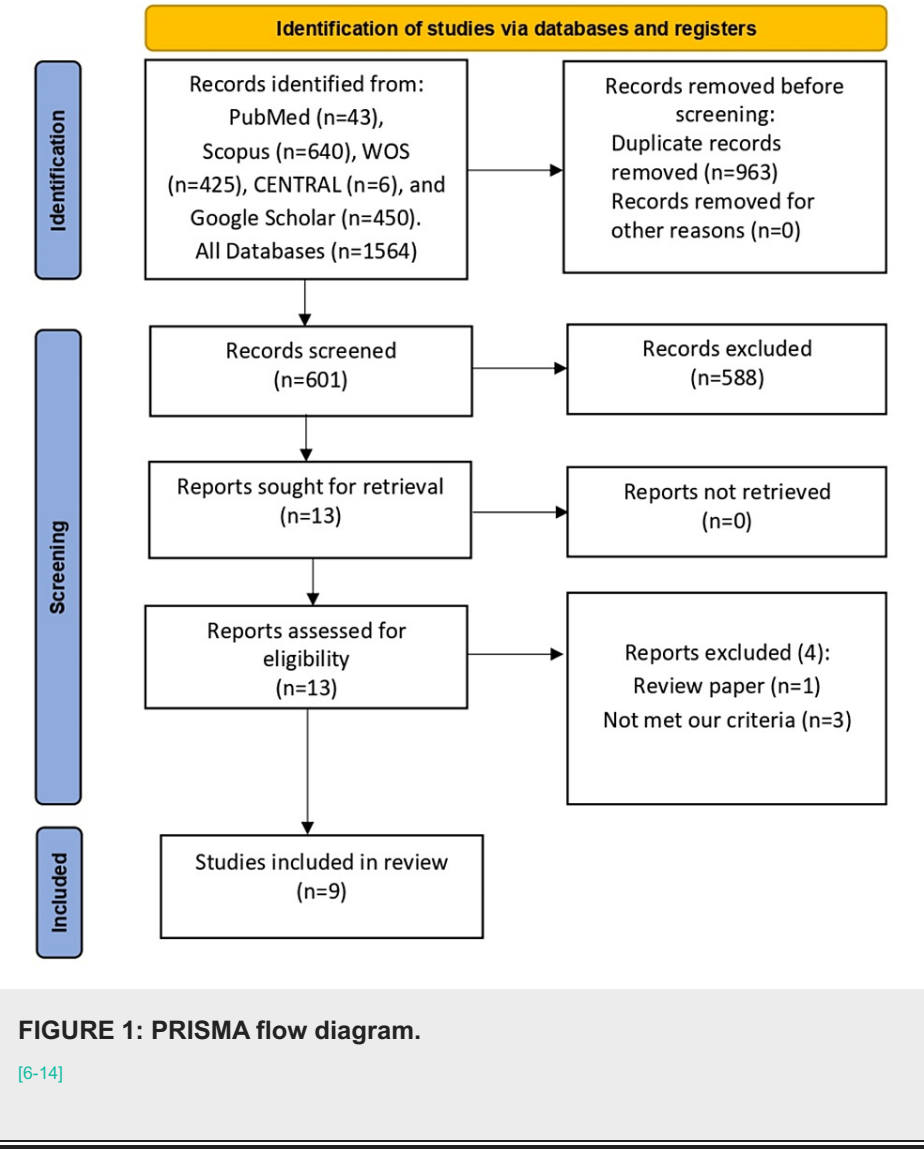 Identification of studies via databases and registers
Identification
Records identified from:
PubMed (n=43),
Scopus (n=640), WOS
(n=425), CENTRAL (n=6), and
Google Scholar (n=450).
All Databases (n=1564)
Records removed before
screening:
Duplicate records
removed (n=963)
Records removed for
other reasons (n=0)
Screening
Records screened
(n=601)
Records excluded
(n=588)
Reports sought for retrieval
(n=13)
Reports not retrieved
(n=0)
Reports assessed for
eligibility
(n=13)
Reports excluded (4):
Review paper (n=1)
Not met our criteria (n=3)
Included
Studies included in review
(n=9)
FIGURE 1: PRISMA flow diagram.
[6-14]